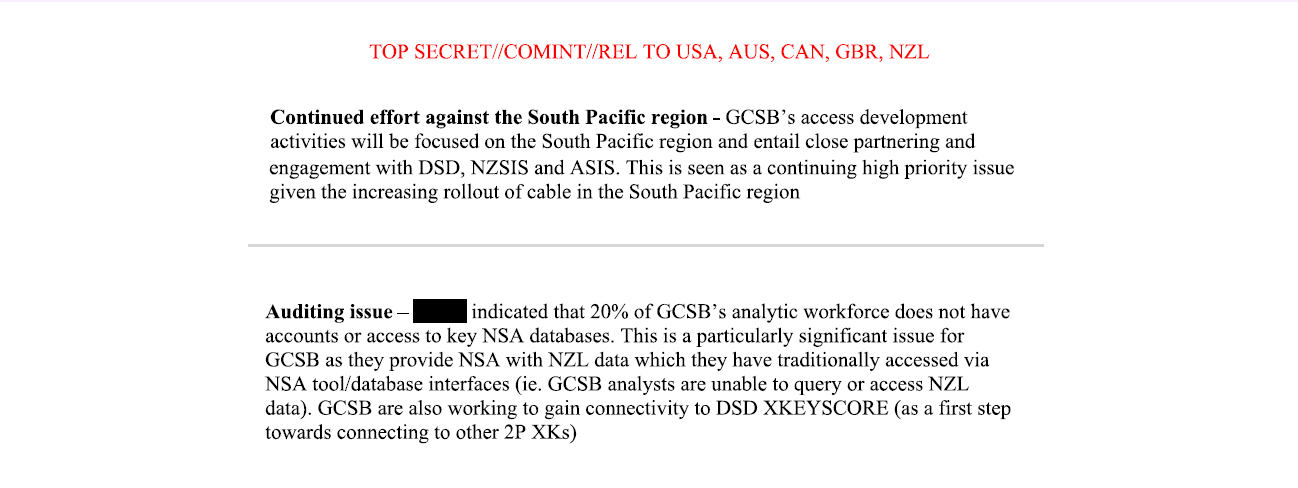 TOP SECRET//COMINT//REL TO USA, AUS, CAN, GBR, NZL
Continued effort against the South Pacific region - GCSB's access development
activities will be focused on the South Pacific region and entail close partnering and
engagement with DSD, NZSIS and ASIS. This is seen as a continuing high priority issue
given the increasing rollout of cable in the South Pacific region
Auditing issue – indicated that 20% of GCSB's analytic workforce does not have
accounts or access to key NSA databases. This is a particularly significant issue for
GCSB as they provide NSA with NZL data which they have traditionally accessed via
NSA tool/database interfaces (ie. GCSB analysts are unable to query or access NZL
data). GCSB are also working to gain connectivity to DSD XKEYSCORE (as a first step
towards connecting to other 2P XKs)